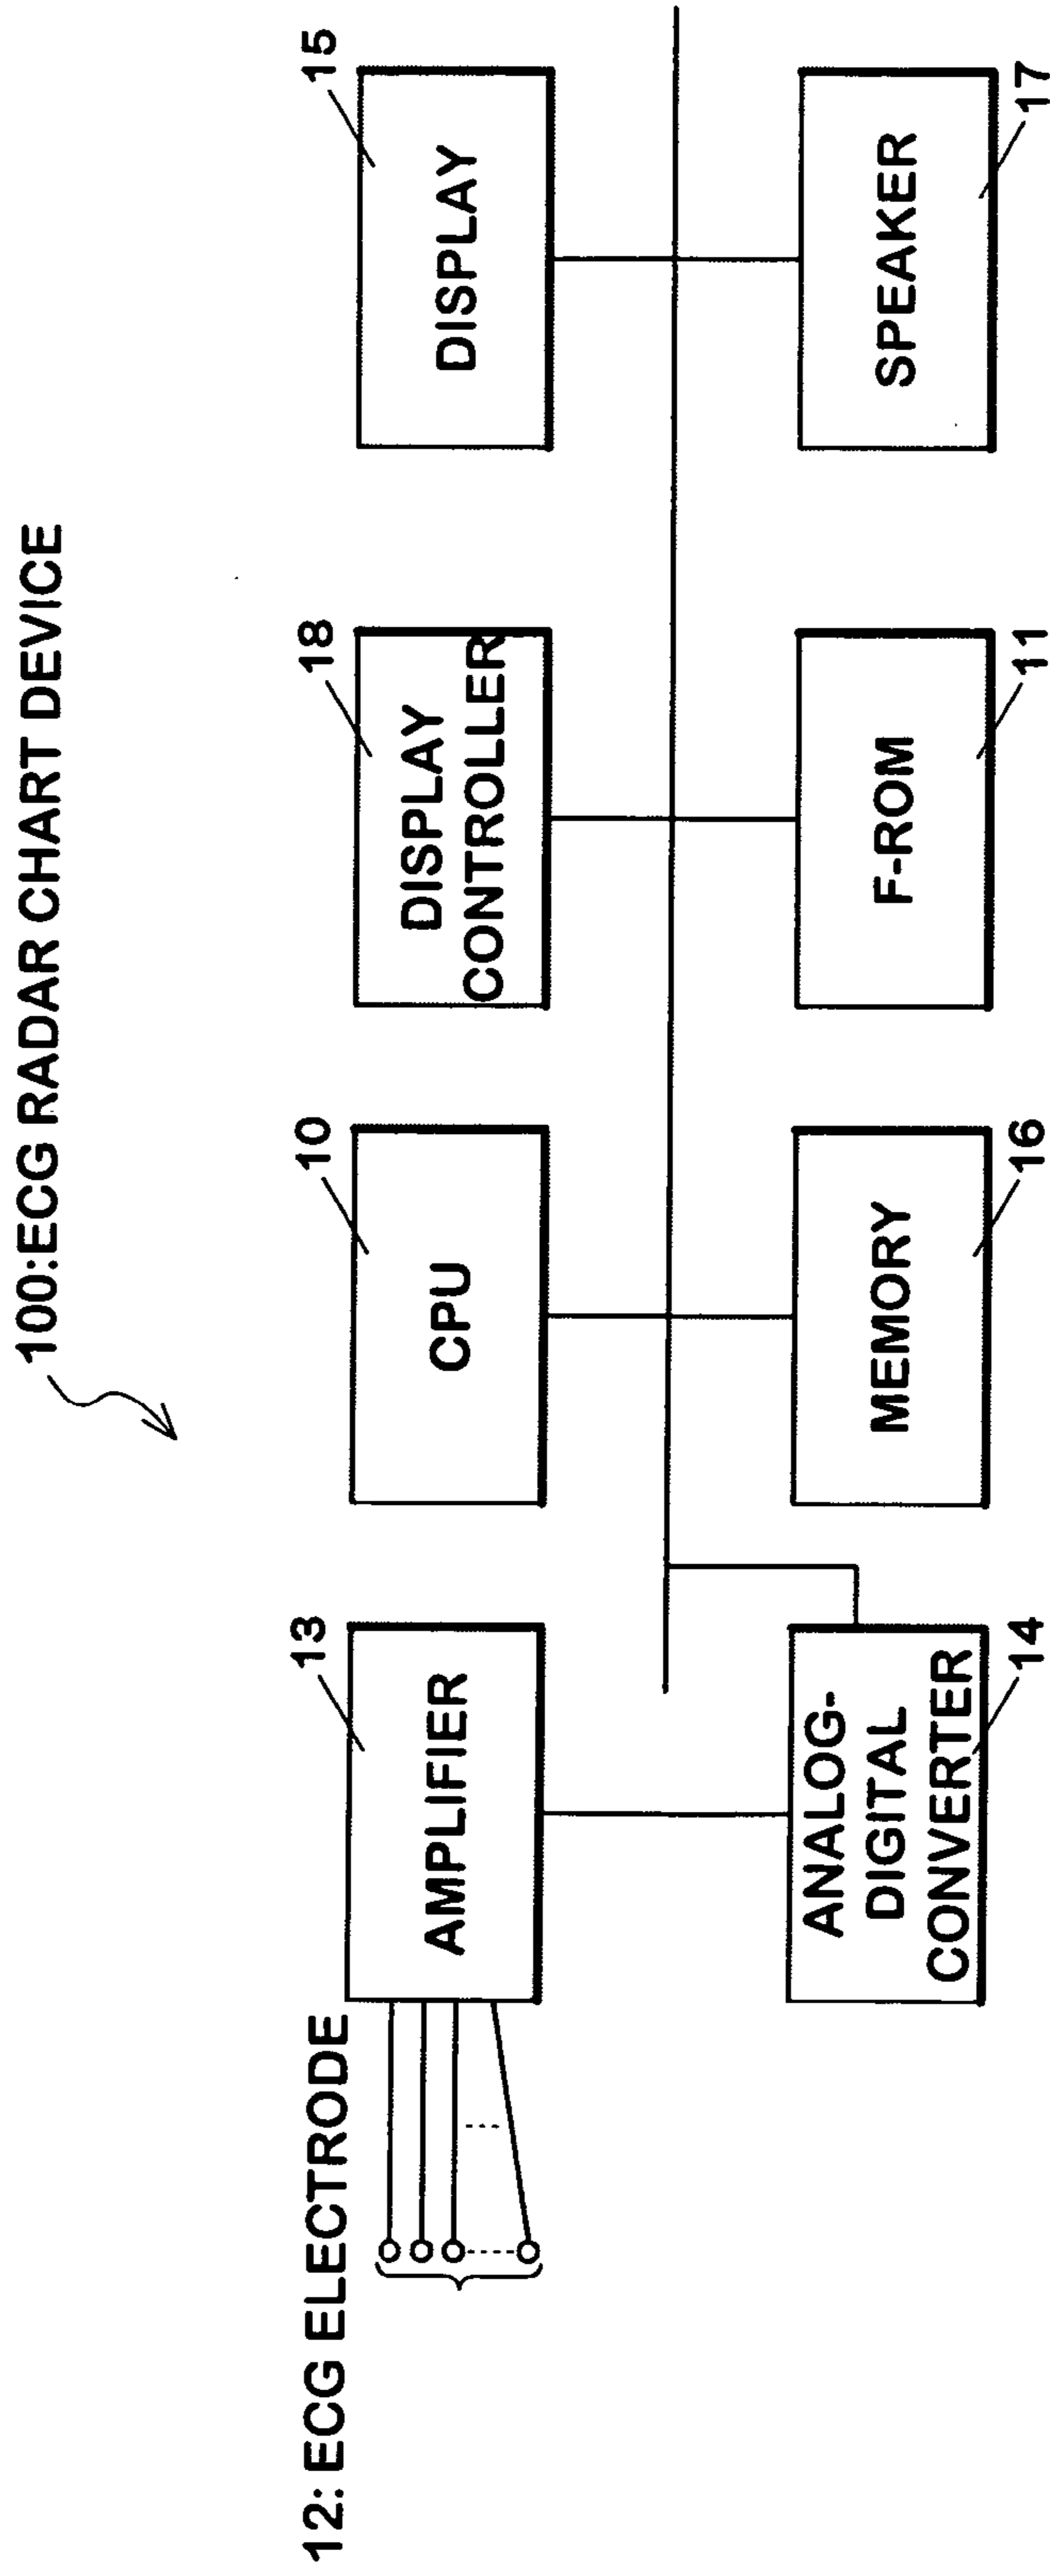 100:ECG RADAR CHART DEVICE
12: ECG ELECTRODE
13
AMPLIFIER
10
CPU
18
DISPLAY
CONTROLLER
15
DISPLAY
ANALOG-
DIGITAL
CONVERTER
14
MEMORY
16
F-ROM
11
SPEAKER
17